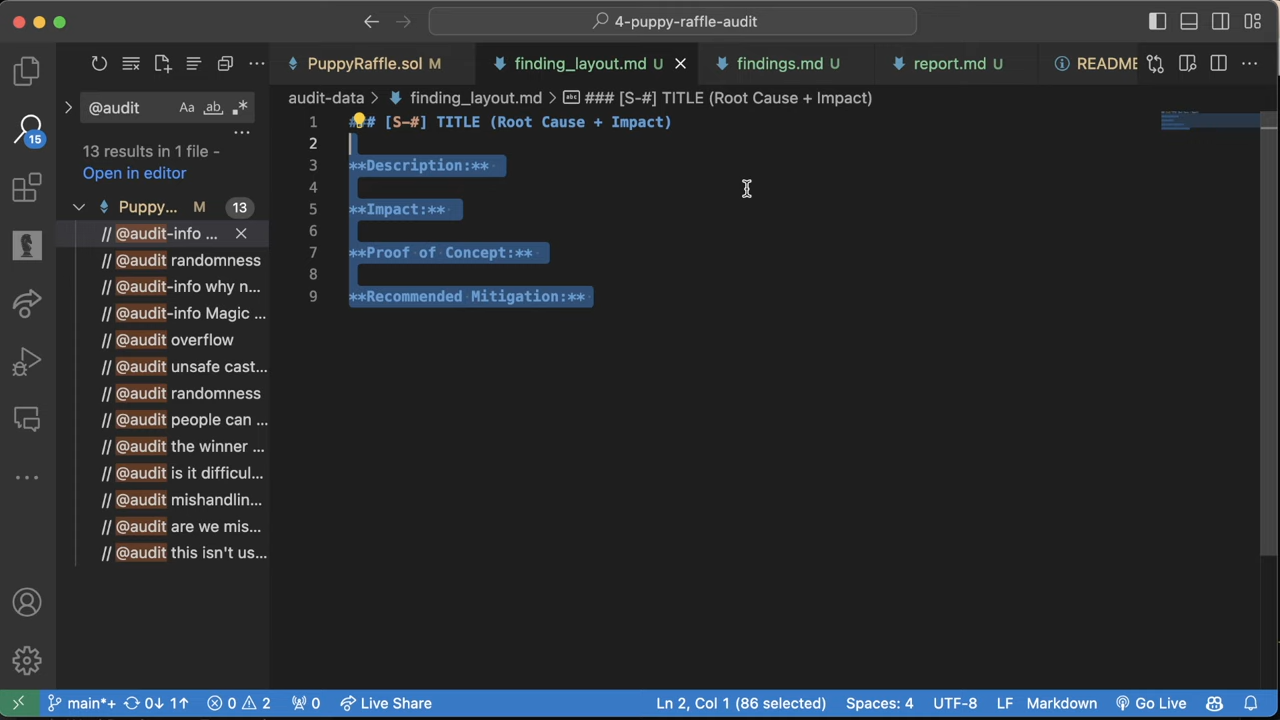 4-puppy-raffle-audit
PuppyRaffle.sol M
finding_layout.md U
findings.md U
report.md U
README
@audit
Aa ab .*
audit-data > finding_layout.md > abc ### [S-#] TITLE (Root Cause + Impact)
15
13 results in 1 file -
Open in editor
Puppy... M 13
// @audit-info ...
// @audit randomness
// @audit-info why n...
// @audit-info Magic ...
// @audit overflow
// @audit unsafe cast...
// @audit randomness
// @audit people can ...
// @audit the winner ...
// @audit is it difficul...
// @audit mishandlin...
// @audit are we mis...
// @audit this isn't us...
1 ### [S-#] TITLE (Root Cause + Impact)
2
3 **Description:**
4
5 **Impact:**
6
7 **Proof of Concept:**
8
9 **Recommended Mitigation:**
main*+ 0↓ 1↑ 0 2 0 Live Share Ln 2, Col 1 (86 selected) Spaces: 4 UTF-8 LF Markdown Go Live